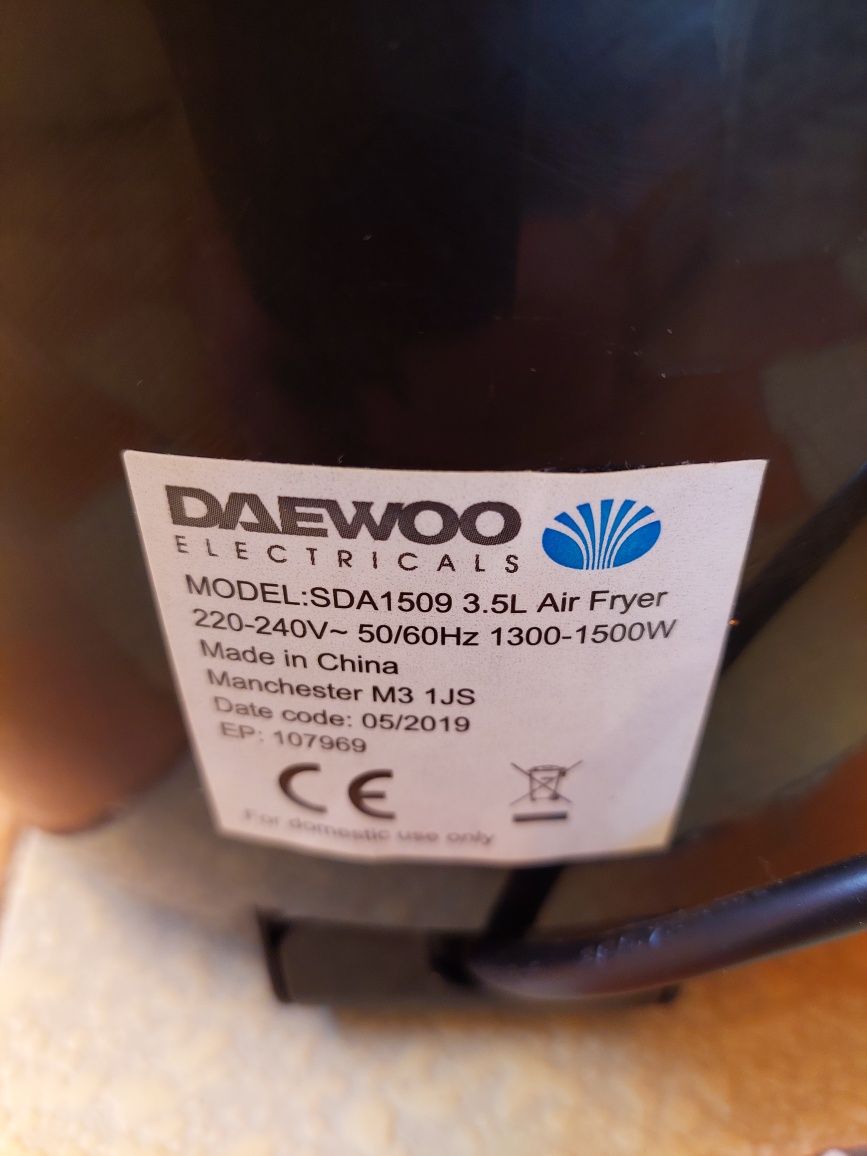 DAEWOO
ELECTRICALS
MODEL:SDA1509 3.5L Air Fryer
220-240V~ 50/60Hz 1300-1500W
Made in China
Manchester M3 1JS
Date code: 05/2019
EP: 107969
CE
For domestic use only